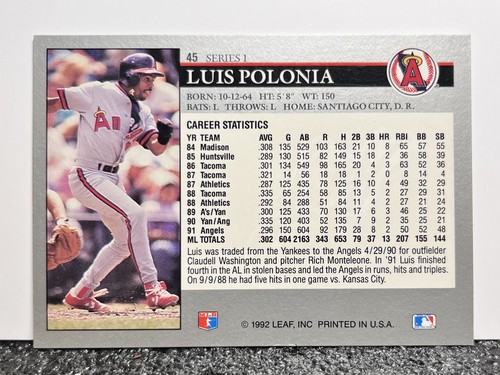 45 SERIES 1
LUIS POLONIA
BORN: 10-12-64 HT: 5'8" WT: 150
BATS: L THROWS: L HOME: SANTIAGO CITY, D. R.
CAREER STATISTICS
YR TEAM AVG G AB R H 2B 3B HR RBI BB SB
84 Madison .308 135 529 103 163 21 10 8 65 57 55
85 Huntsville .289 130 515 82 149 15 18 2 36 58 39
86 Tacoma .301 134 549 98 165 20 4 3 63 52 36
87 Tacoma .321 14 56 18 18 1 2 0 8 14 4
87 Athletics .287 125 435 78 125 16 10 4 49 32 29
88 Tacoma .335 65 254 58 85 13 5 2 27 29 31
88 Athletics .292 84 288 51 84 11 4 2 27 21 24
89 A's/Yan .300 125 433 70 130 17 6 3 46 25 22
90 Yan/Ang .335 120 403 52 135 7 9 2 35 25 21
91 Angels .296 150 604 92 179 28 8 2 50 52 48
ML TOTALS .302 604 2163 343 653 79 37 13 207 155 144
Luis was traded from the Yankees to the Angels 4/29/90 for outfielder
Claudell Washington and pitcher Rich Monteleone. In '91 Luis finished
fourth in the AL in stolen bases and led the Angels in runs, hits and triples.
On 9/9/88 he had five hits in one game vs. Kansas City.
© 1992 LEAF, INC PRINTED IN U.S.A.